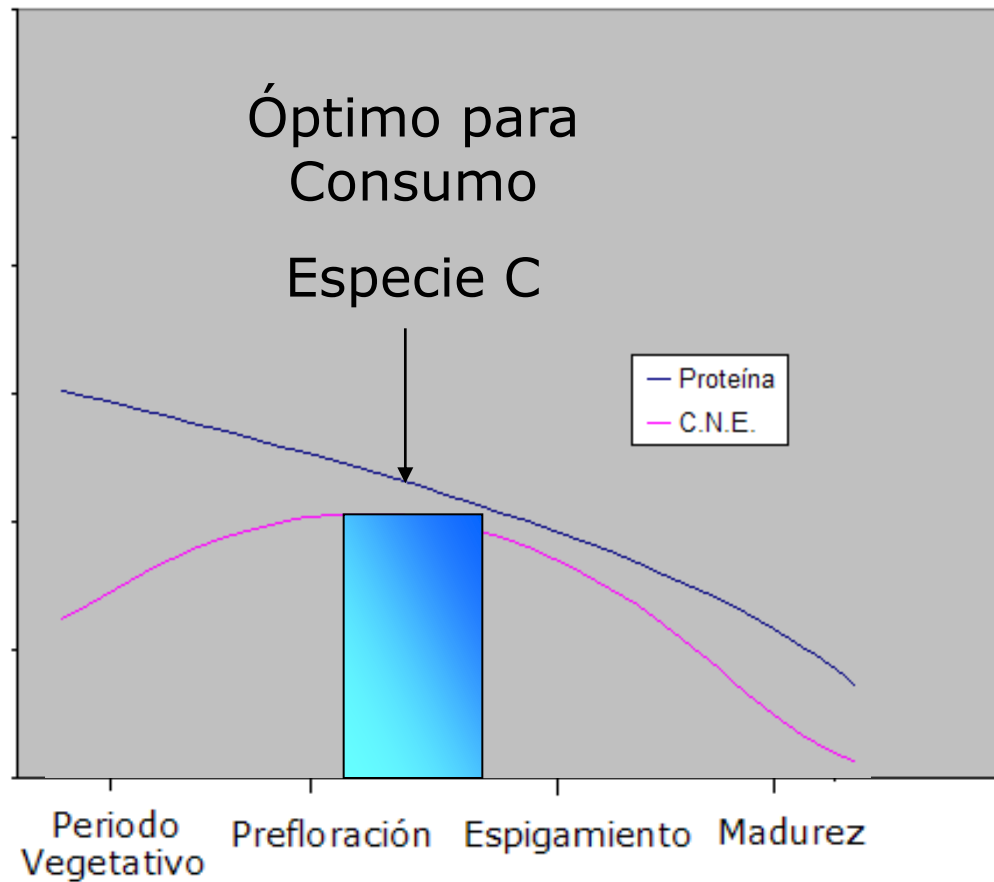 Óptimo para
Consumo
Especie C
Proteína
C.N.E.
Periodo
Vegetativo
Prefloración
Espigamiento
Madurez